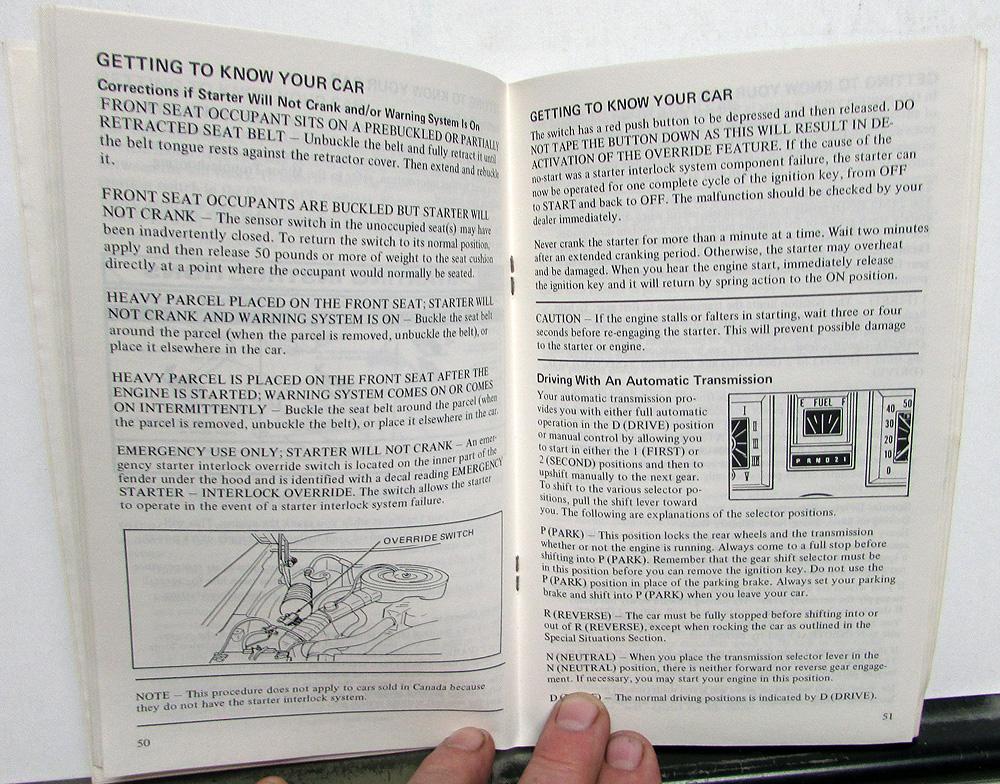 GETTING TO KNOW YOUR CAR
Corrections if Starter Will Not Crank and/or Warning System Is On
FRONT SEAT OCCUPANT SITS ON A PREBUCKLED OR PARTIALLY
RETRACTED SEAT BELT – Unbuckle the belt and fully retract it until
the belt tongue rests against the retractor cover. Then extend and rebuckle
it.
FRONT SEAT OCCUPANTS ARE BUCKLED BUT STARTER WILL
NOT CRANK – The sensor switch in the unoccupied seat(s) may have
been inadvertently closed. To return the switch to its normal position,
apply and then release 50 pounds or more of weight to the seat cushion
directly at a point where the occupant would normally be seated.
HEAVY PARCEL PLACED ON THE FRONT SEAT; STARTER WILL
NOT CRANK AND WARNING SYSTEM IS ON – Buckle the seat belt
around the parcel (when the parcel is removed, unbuckle the belt), or
place it elsewhere in the car.
HEAVY PARCEL IS PLACED ON THE FRONT SEAT AFTER THE
ENGINE IS STARTED; WARNING SYSTEM COMES ON OR COMES
ON INTERMITTENTLY – Buckle the seat belt around the parcel (when
the parcel is removed, unbuckle the belt), or place it elsewhere in the car.
EMERGENCY USE ONLY; STARTER WILL NOT CRANK – An emer-
gency starter interlock override switch is located on the inner part of the
fender under the hood and is identified with a decal reading EMERGENCY
STARTER – INTERLOCK OVERRIDE. The switch allows the starter
to operate in the event of a starter interlock system failure.
OVERRIDE SWITCH
NOTE – This procedure does not apply to cars sold in Canada because
they do not have the starter interlock system.
50
GETTING TO KNOW YOUR CAR
The switch has a red push button to be depressed and then released. DO
NOT TAPE THE BUTTON DOWN AS THIS WILL RESULT IN DE-
ACTIVATION OF THE OVERRIDE FEATURE. If the cause of the
no-start was a starter interlock system component failure, the starter can
now be operated for one complete cycle of the ignition key, from OFF
to START and back to OFF. The malfunction should be checked by your
dealer immediately.
Never crank the starter for more than a minute at a time. Wait two minutes
after an extended cranking period. Otherwise, the starter may overheat
and be damaged. When you hear the engine start, immediately release
the ignition key and it will return by spring action to the ON position.
CAUTION – If the engine stalls or falters in starting, wait three or four
seconds before re-engaging the starter. This will prevent possible damage
to the starter or engine.
Driving With An Automatic Transmission
Your automatic transmission pro-
vides you with either full automatic
operation in the D (DRIVE) position
or manual control by allowing you
to start in either the 1 (FIRST) or
2 (SECOND) positions and then to
upshift manually to the next gear.
To shift to the various selector po-
sitions, pull the shift lever toward
you. The following are explanations of the selector positions.
I
II
III
V
E FUEL F
P R N D 2 1
40 50
30
20
10
0
P (PARK) – This position locks the rear wheels and the transmission
whether or not the engine is running. Always come to a full stop before
shifting into P (PARK). Remember that the gear shift selector must be
in this position before you can remove the ignition key. Do not use the
P (PARK) position in place of the parking brake. Always set your parking
brake and shift into P (PARK) when you leave your car.
R (REVERSE) – The car must be fully stopped before shifting into or
out of R (REVERSE), except when rocking the car as outlined in the
Special Situations Section.
N (NEUTRAL) – When you place the transmission selector lever in the
N (NEUTRAL) position, there is neither forward nor reverse gear engage-
ment. If necessary, you may start your engine in this position.
D – The normal driving positions is indicated by D (DRIVE).
51